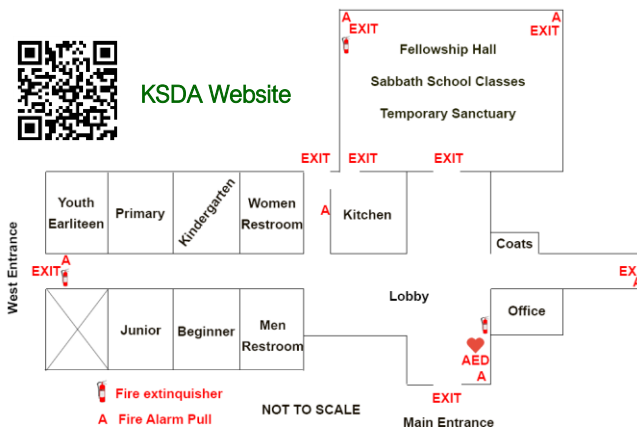 A
EXIT
A
EXIT
Fellowship Hall
Sabbath School Classes
Temporary Sanctuary
KSDA Website
EXIT
EXIT
EXIT
Youth
Earliteen
Primary
Kindergarten
Women
Restroom
A
Kitchen
Coats
West Entrance
A
EXIT
Lobby
Office
Junior
Beginner
Men
Restroom
AED
A
EXIT
Fire extinguisher
A Fire Alarm Pull
NOT TO SCALE
Main Entrance